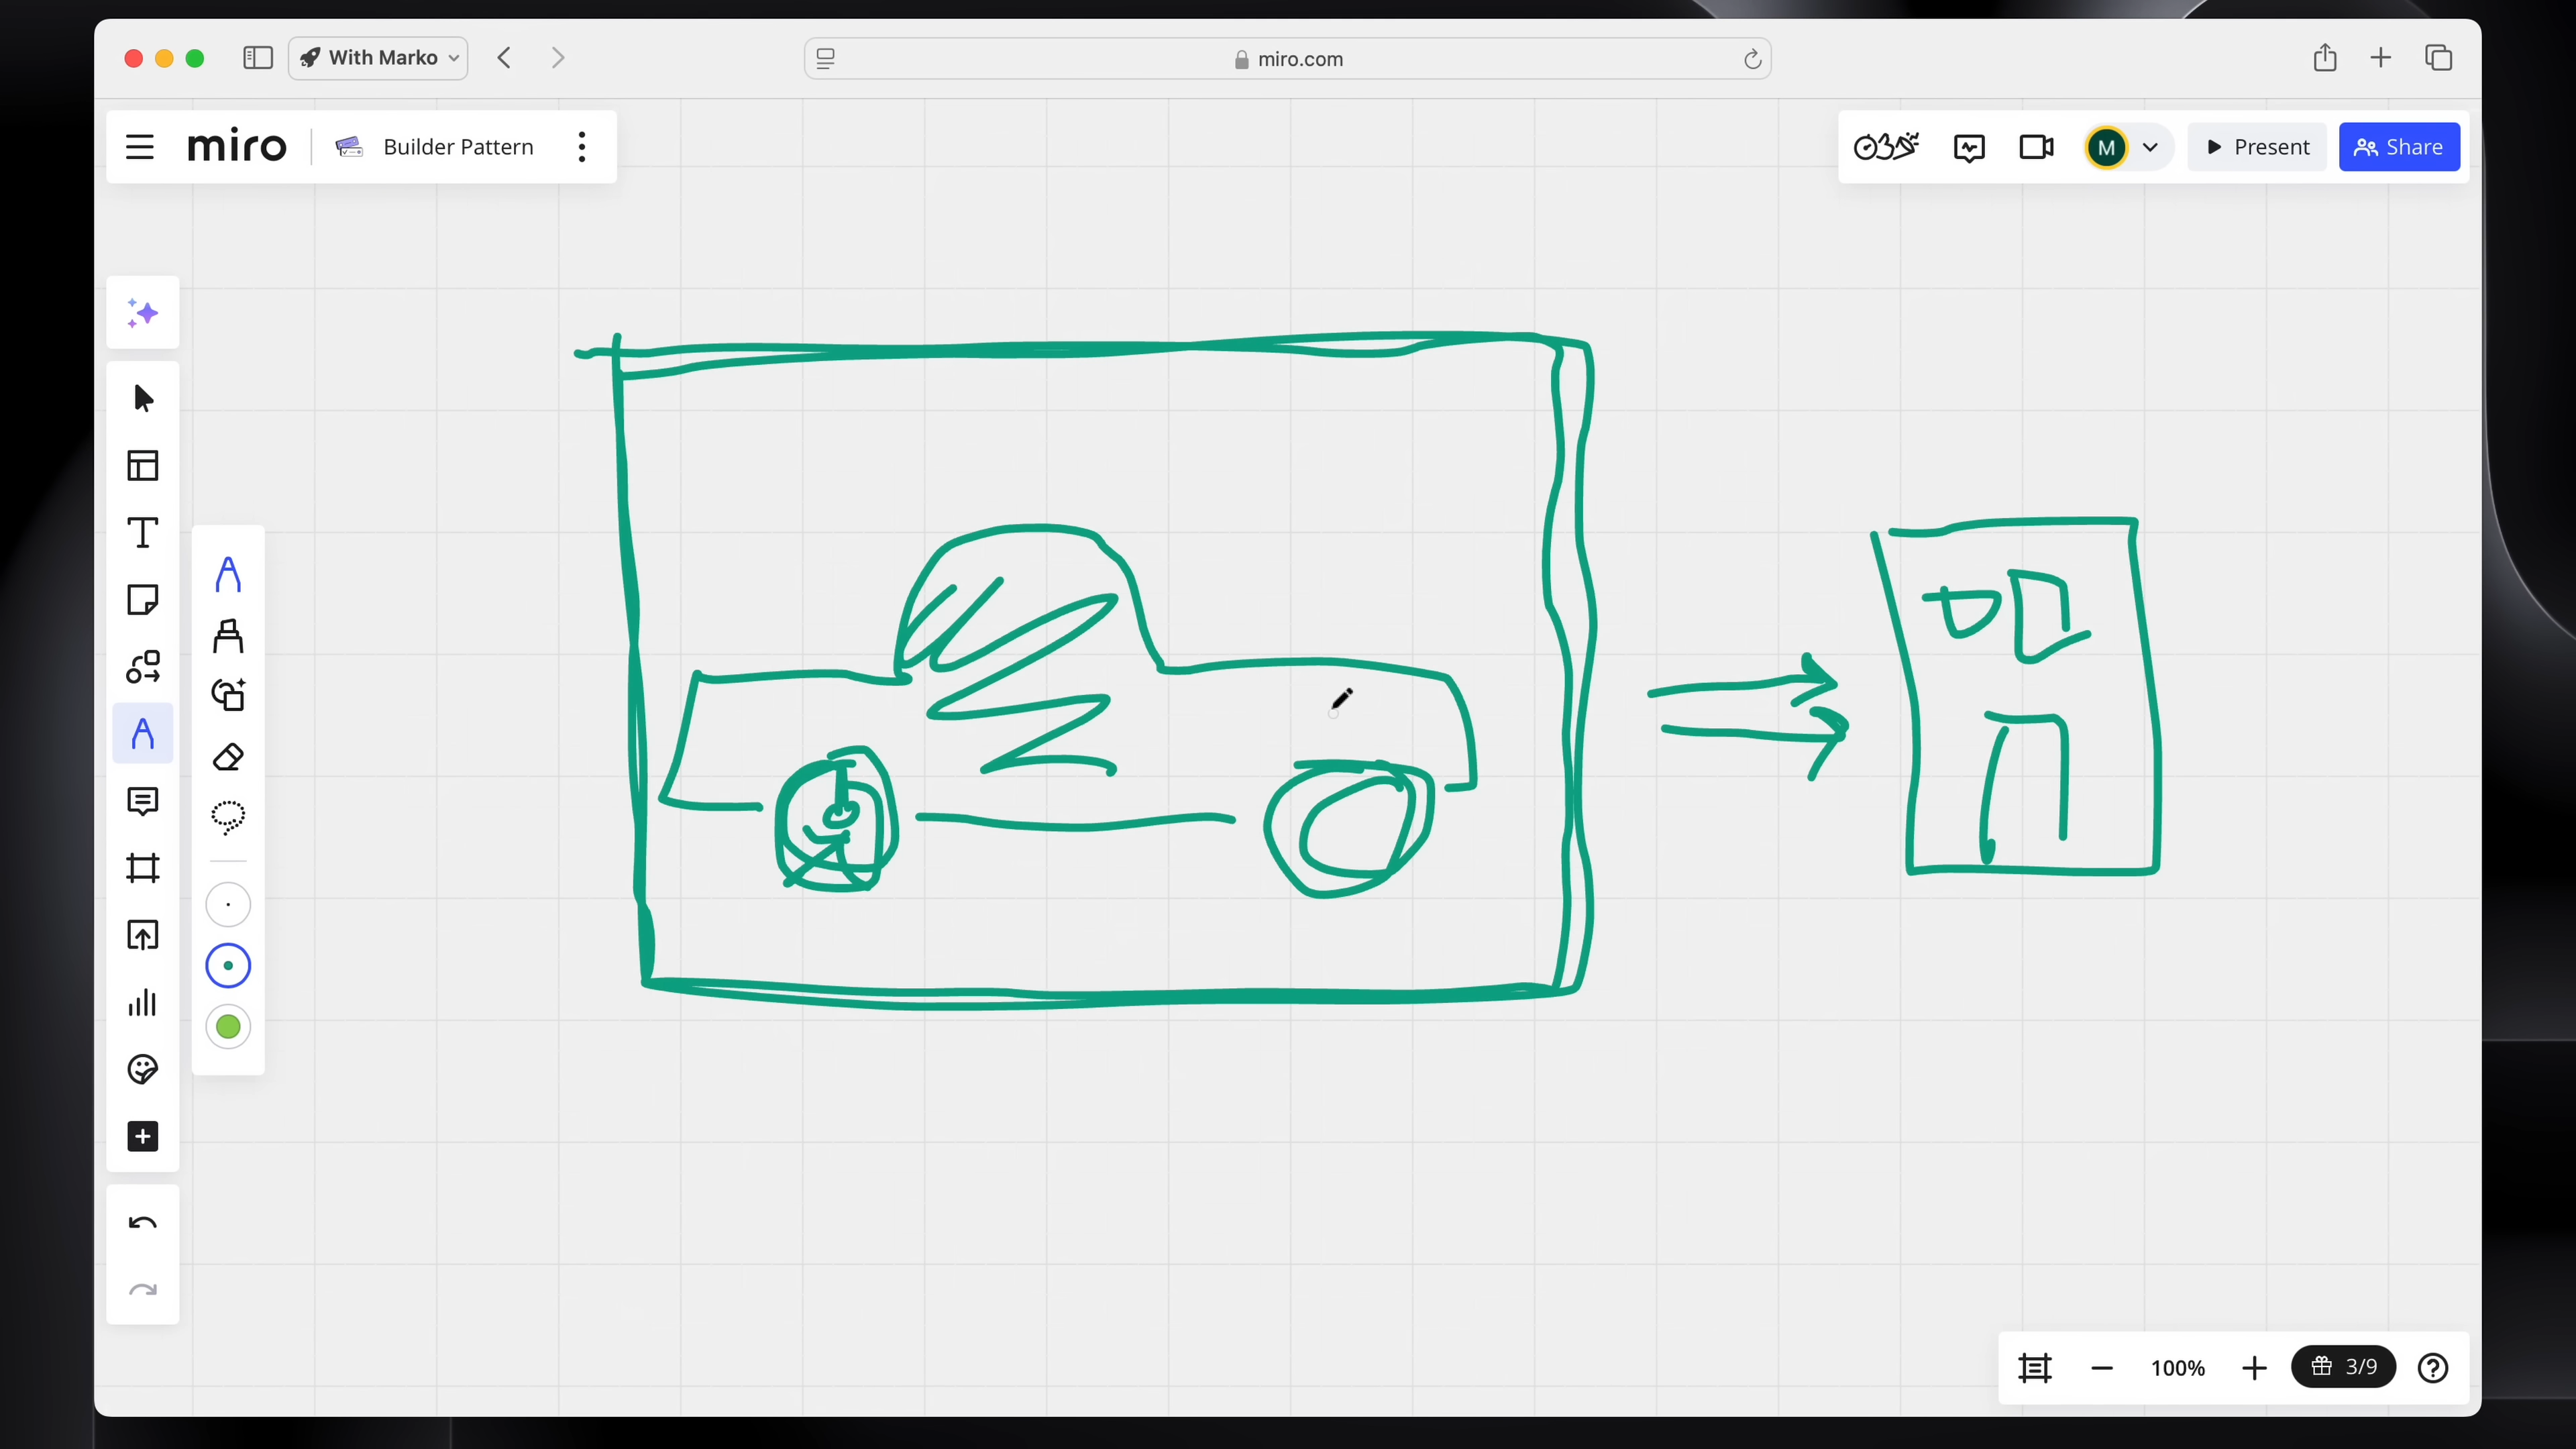 With Marko
miro.com
miro
Builder Pattern
M
Present
Share
100%
3/9